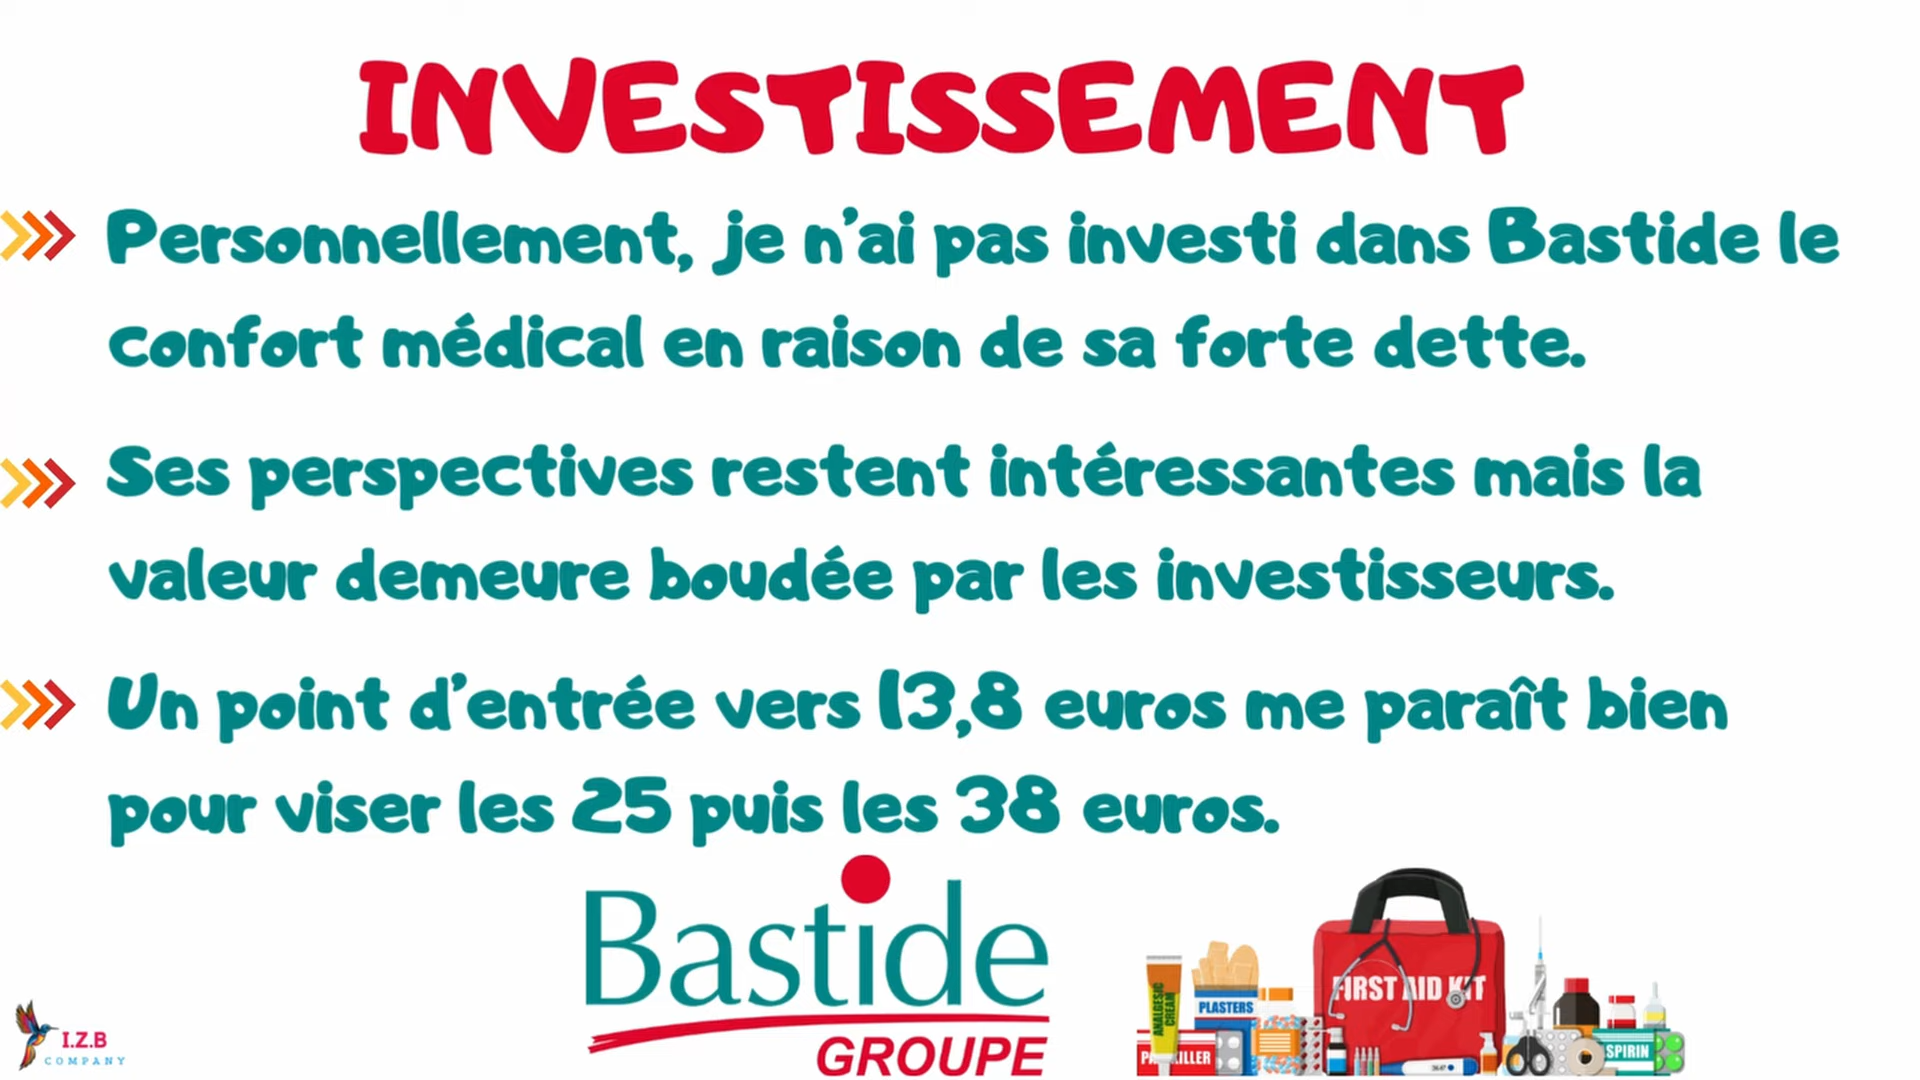 INVESTISSEMENT
Personnellement, je n'ai pas investi dans Bastide le
confort médical en raison de sa forte dette.
Ses perspectives restent intéressantes mais la
valeur demeure boudée par les investisseurs.
Un point d'entrée vers 13,8 euros me paraît bien
pour viser les 25 puis les 38 euros.
Bastide
GROUPE
I.Z.B
COMPANY
ANALGESIC
CREAM
PLASTERS
FIRST AID KIT